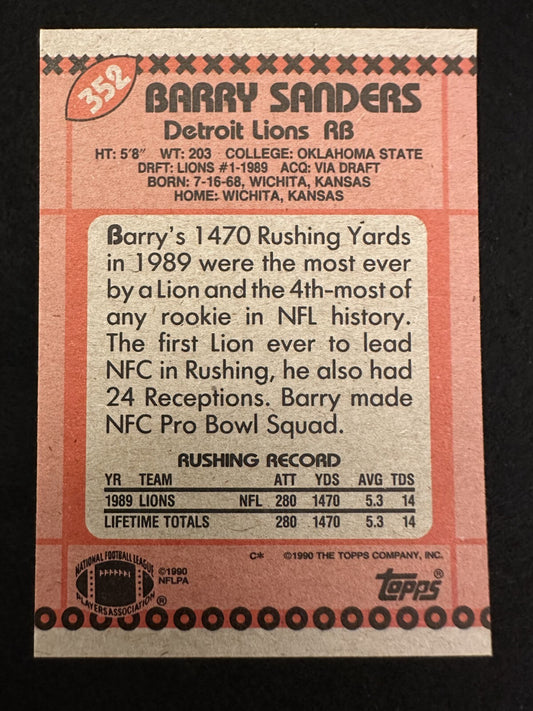 352
BARRY SANDERS
Detroit Lions RB
HT: 5'8" WT: 203 COLLEGE: OKLAHOMA STATE
DRFT: LIONS #1-1989 ACQ: VIA DRAFT
BORN: 7-16-68, WICHITA, KANSAS
HOME: WICHITA, KANSAS
Barry's 1470 Rushing Yards
in 1989 were the most ever
by a Lion and the 4th-most of
any rookie in NFL history.
The first Lion ever to lead
NFC in Rushing, he also had
24 Receptions. Barry made
NFC Pro Bowl Squad.
RUSHING RECORD
YR TEAM ATT YDS AVG TDS
1989 LIONS NFL 280 1470 5.3 14
LIFETIME TOTALS 280 1470 5.3 14
C* ©1990 THE TOPPS COMPANY, INC.
NATIONAL FOOTBALL LEAGUE
PLAYERS ASSOCIATION ®
©1990
NFLPA
topps®